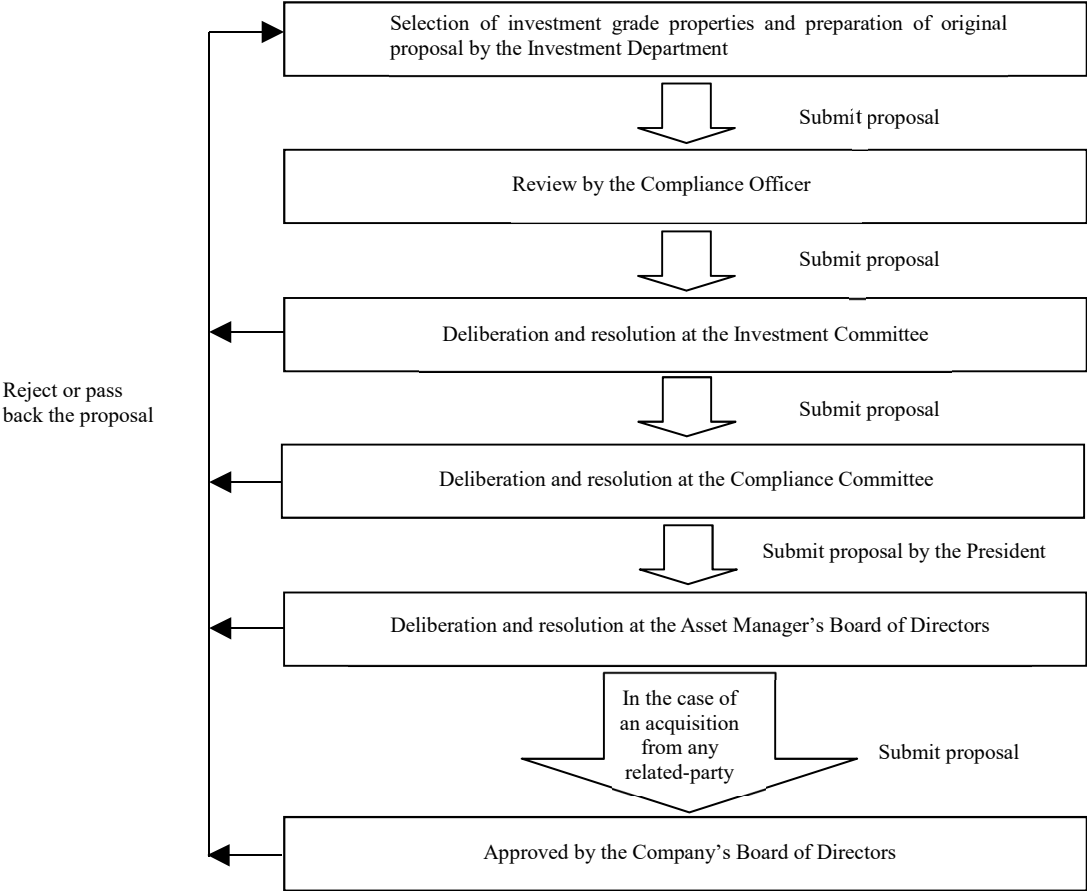 Selection of investment grade properties and preparation of original
proposal by the Investment Department
Submit proposal
Review by the Compliance Officer
Submit proposal
Deliberation and resolution at the Investment Committee
Reject or pass
back the proposal
Submit proposal
Deliberation and resolution at the Compliance Committee
Submit proposal by the President
Deliberation and resolution at the Asset Manager’s Board of Directors
In the case of
an acquisition
from any
related-party
Submit proposal
Approved by the Company’s Board of Directors